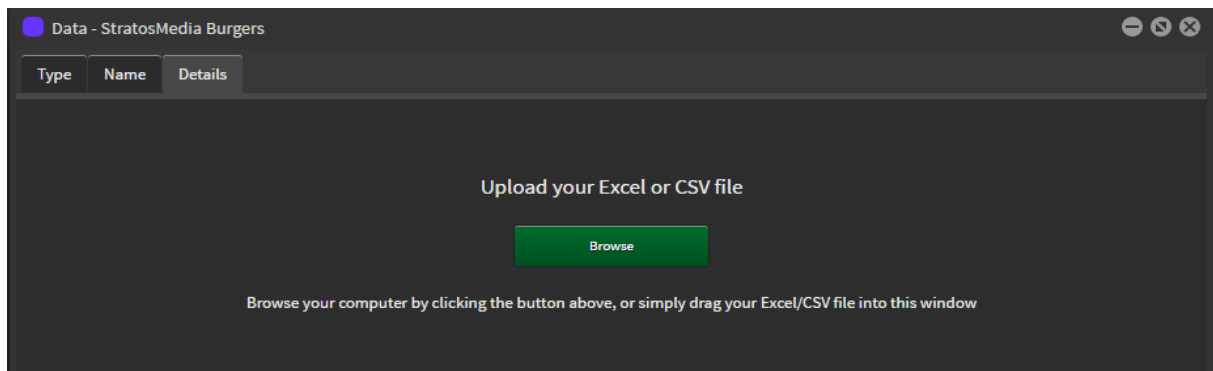 Data - StratosMedia Burgers
Type Name Details
Upload your Excel or CSV file
Browse
Browse your computer by clicking the button above, or simply drag your Excel/CSV file into this window